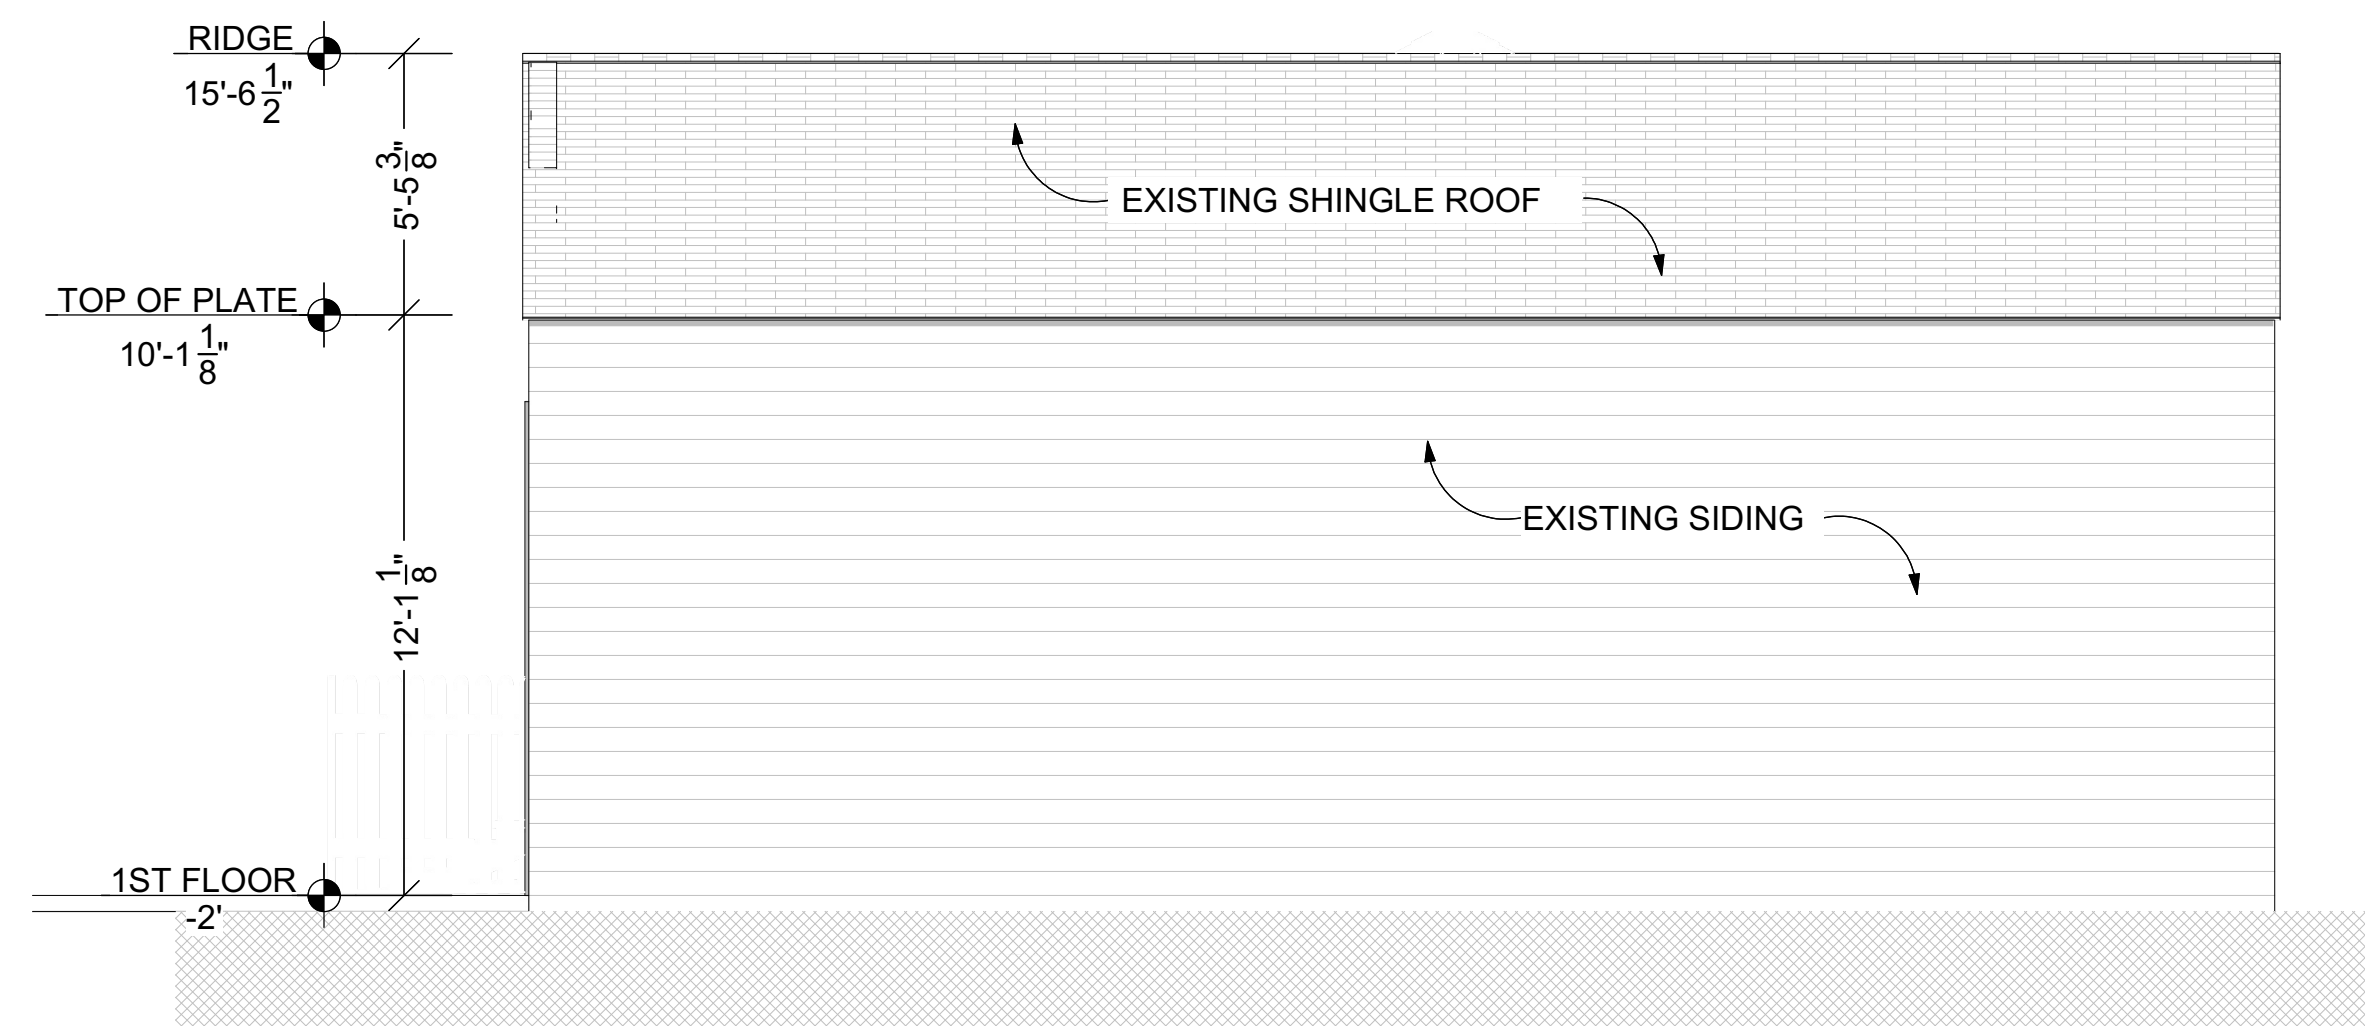 RIDGE
15'-6 1/2"
5'-5 3/8"
EXISTING SHINGLE ROOF
TOP OF PLATE
10'-1 1/8"
EXISTING SIDING
12'-1 1/8"
1ST FLOOR
-2'